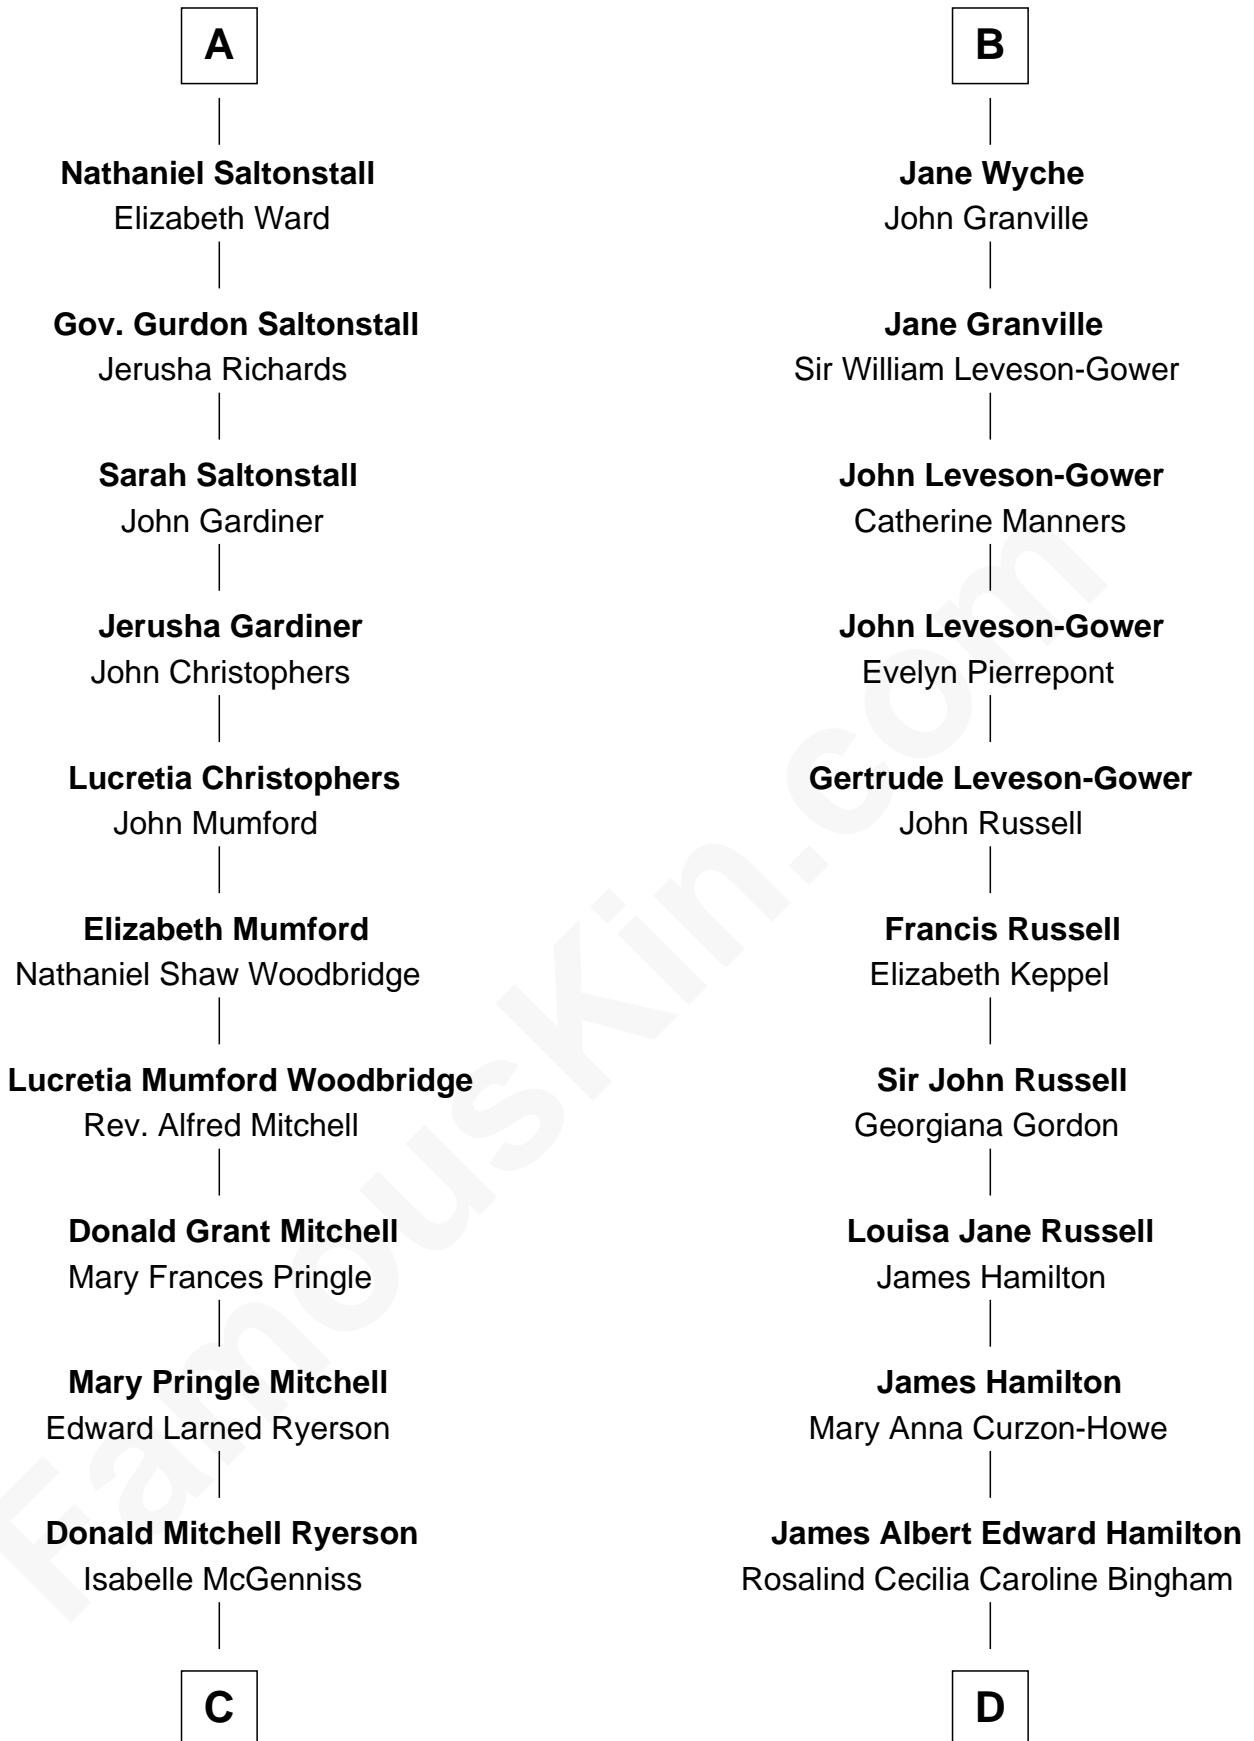 A
Nathaniel Saltonstall
Elizabeth Ward
Gov. Gurdon Saltonstall
Jerusha Richards
Sarah Saltonstall
John Gardiner
Jerusha Gardiner
John Christophers
Lucretia Christophers
John Mumford
Elizabeth Mumford
Nathaniel Shaw Woodbridge
Lucretia Mumford Woodbridge
Rev. Alfred Mitchell
Donald Grant Mitchell
Mary Frances Pringle
Mary Pringle Mitchell
Edward Larned Ryerson
Donald Mitchell Ryerson
Isabelle McGenniss
C
B
Jane Wyche
John Granville
Jane Granville
Sir William Leveson-Gower
John Leveson-Gower
Catherine Manners
John Leveson-Gower
Evelyn Pierrepont
Gertrude Leveson-Gower
John Russell
Francis Russell
Elizabeth Keppel
Sir John Russell
Georgiana Gordon
Louisa Jane Russell
James Hamilton
James Hamilton
Mary Anna Curzon-Howe
James Albert Edward Hamilton
Rosalind Cecilia Caroline Bingham
D
FamousKin.com